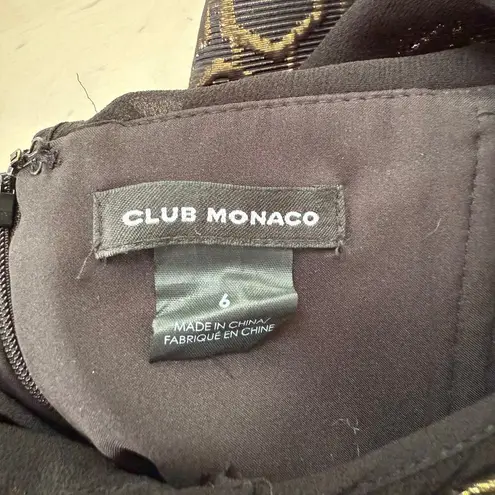 CLUB MONACO
6
MADE IN CHINA/
FABRIQUÉ EN CHINE